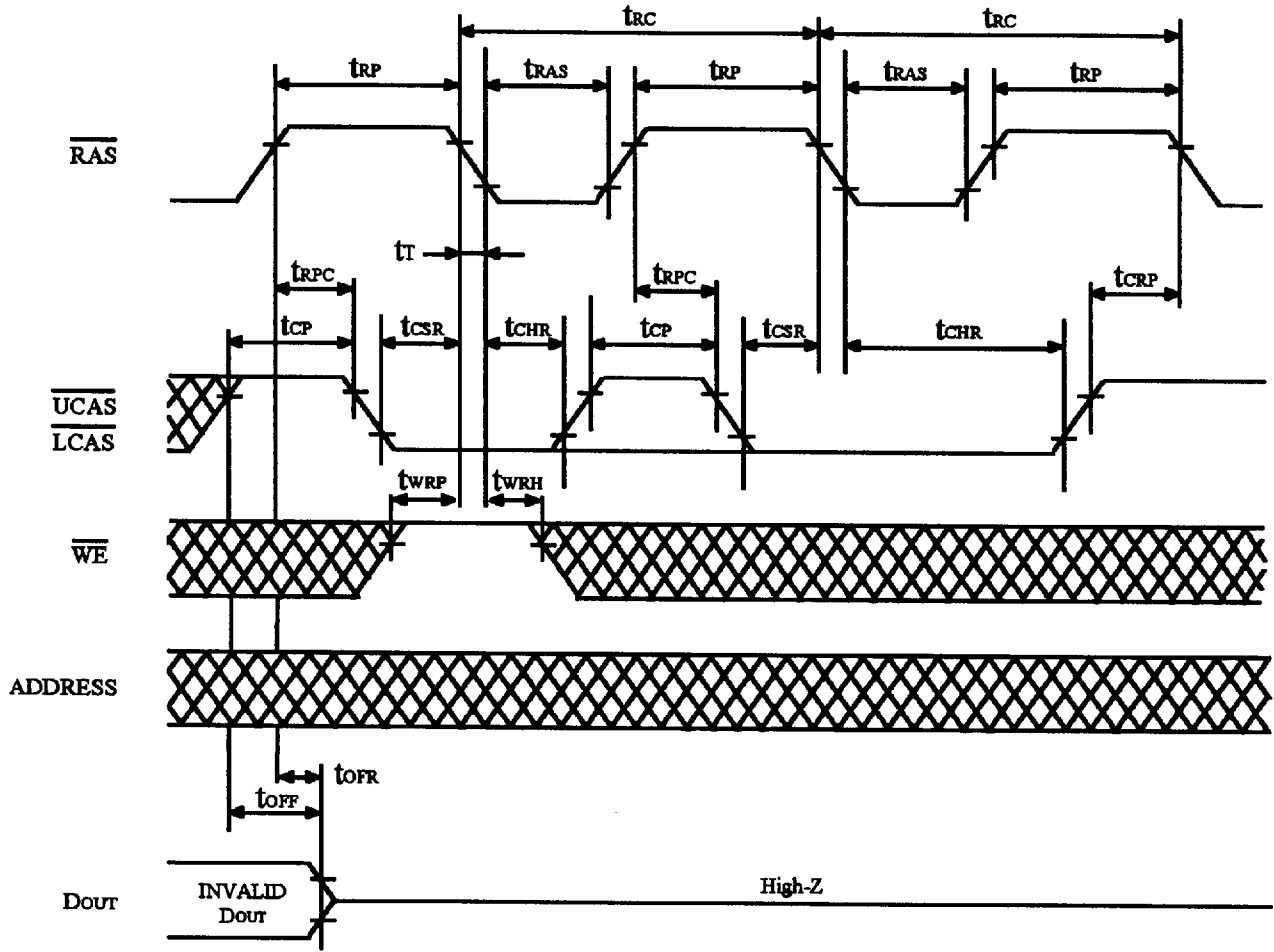 tRC
tRC
tRP
tRAS
tRP
tRAS
tRP
RAS
tT
tRPC
tRPC
tCRP
tCP
tCSR
tCHR
tCP
tCSR
tCHR
UCAS
LCAS
tWRP
tWRH
WE
ADDRESS
tOFR
tOFF
DOUT
INVALID
DOUT
High-Z